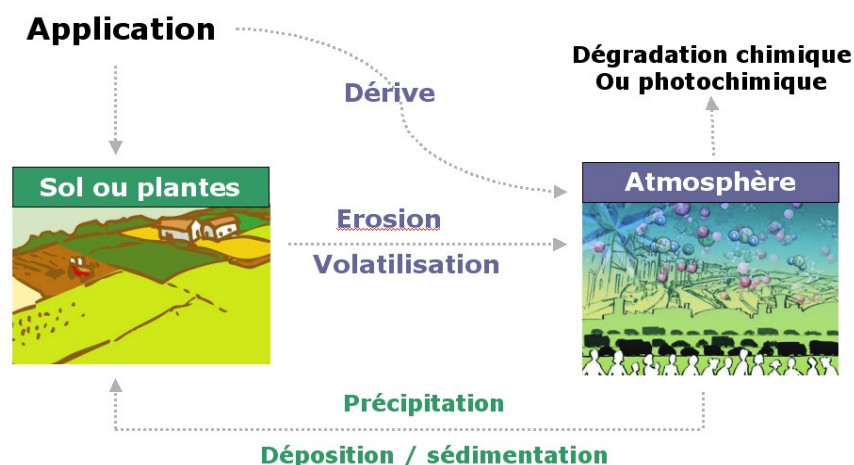 Application
Dégradation chimique
Ou photochimique
Dérive
Sol ou plantes
Atmosphère
Erosion
Volatilisation
Précipitation
Déposition / sédimentation